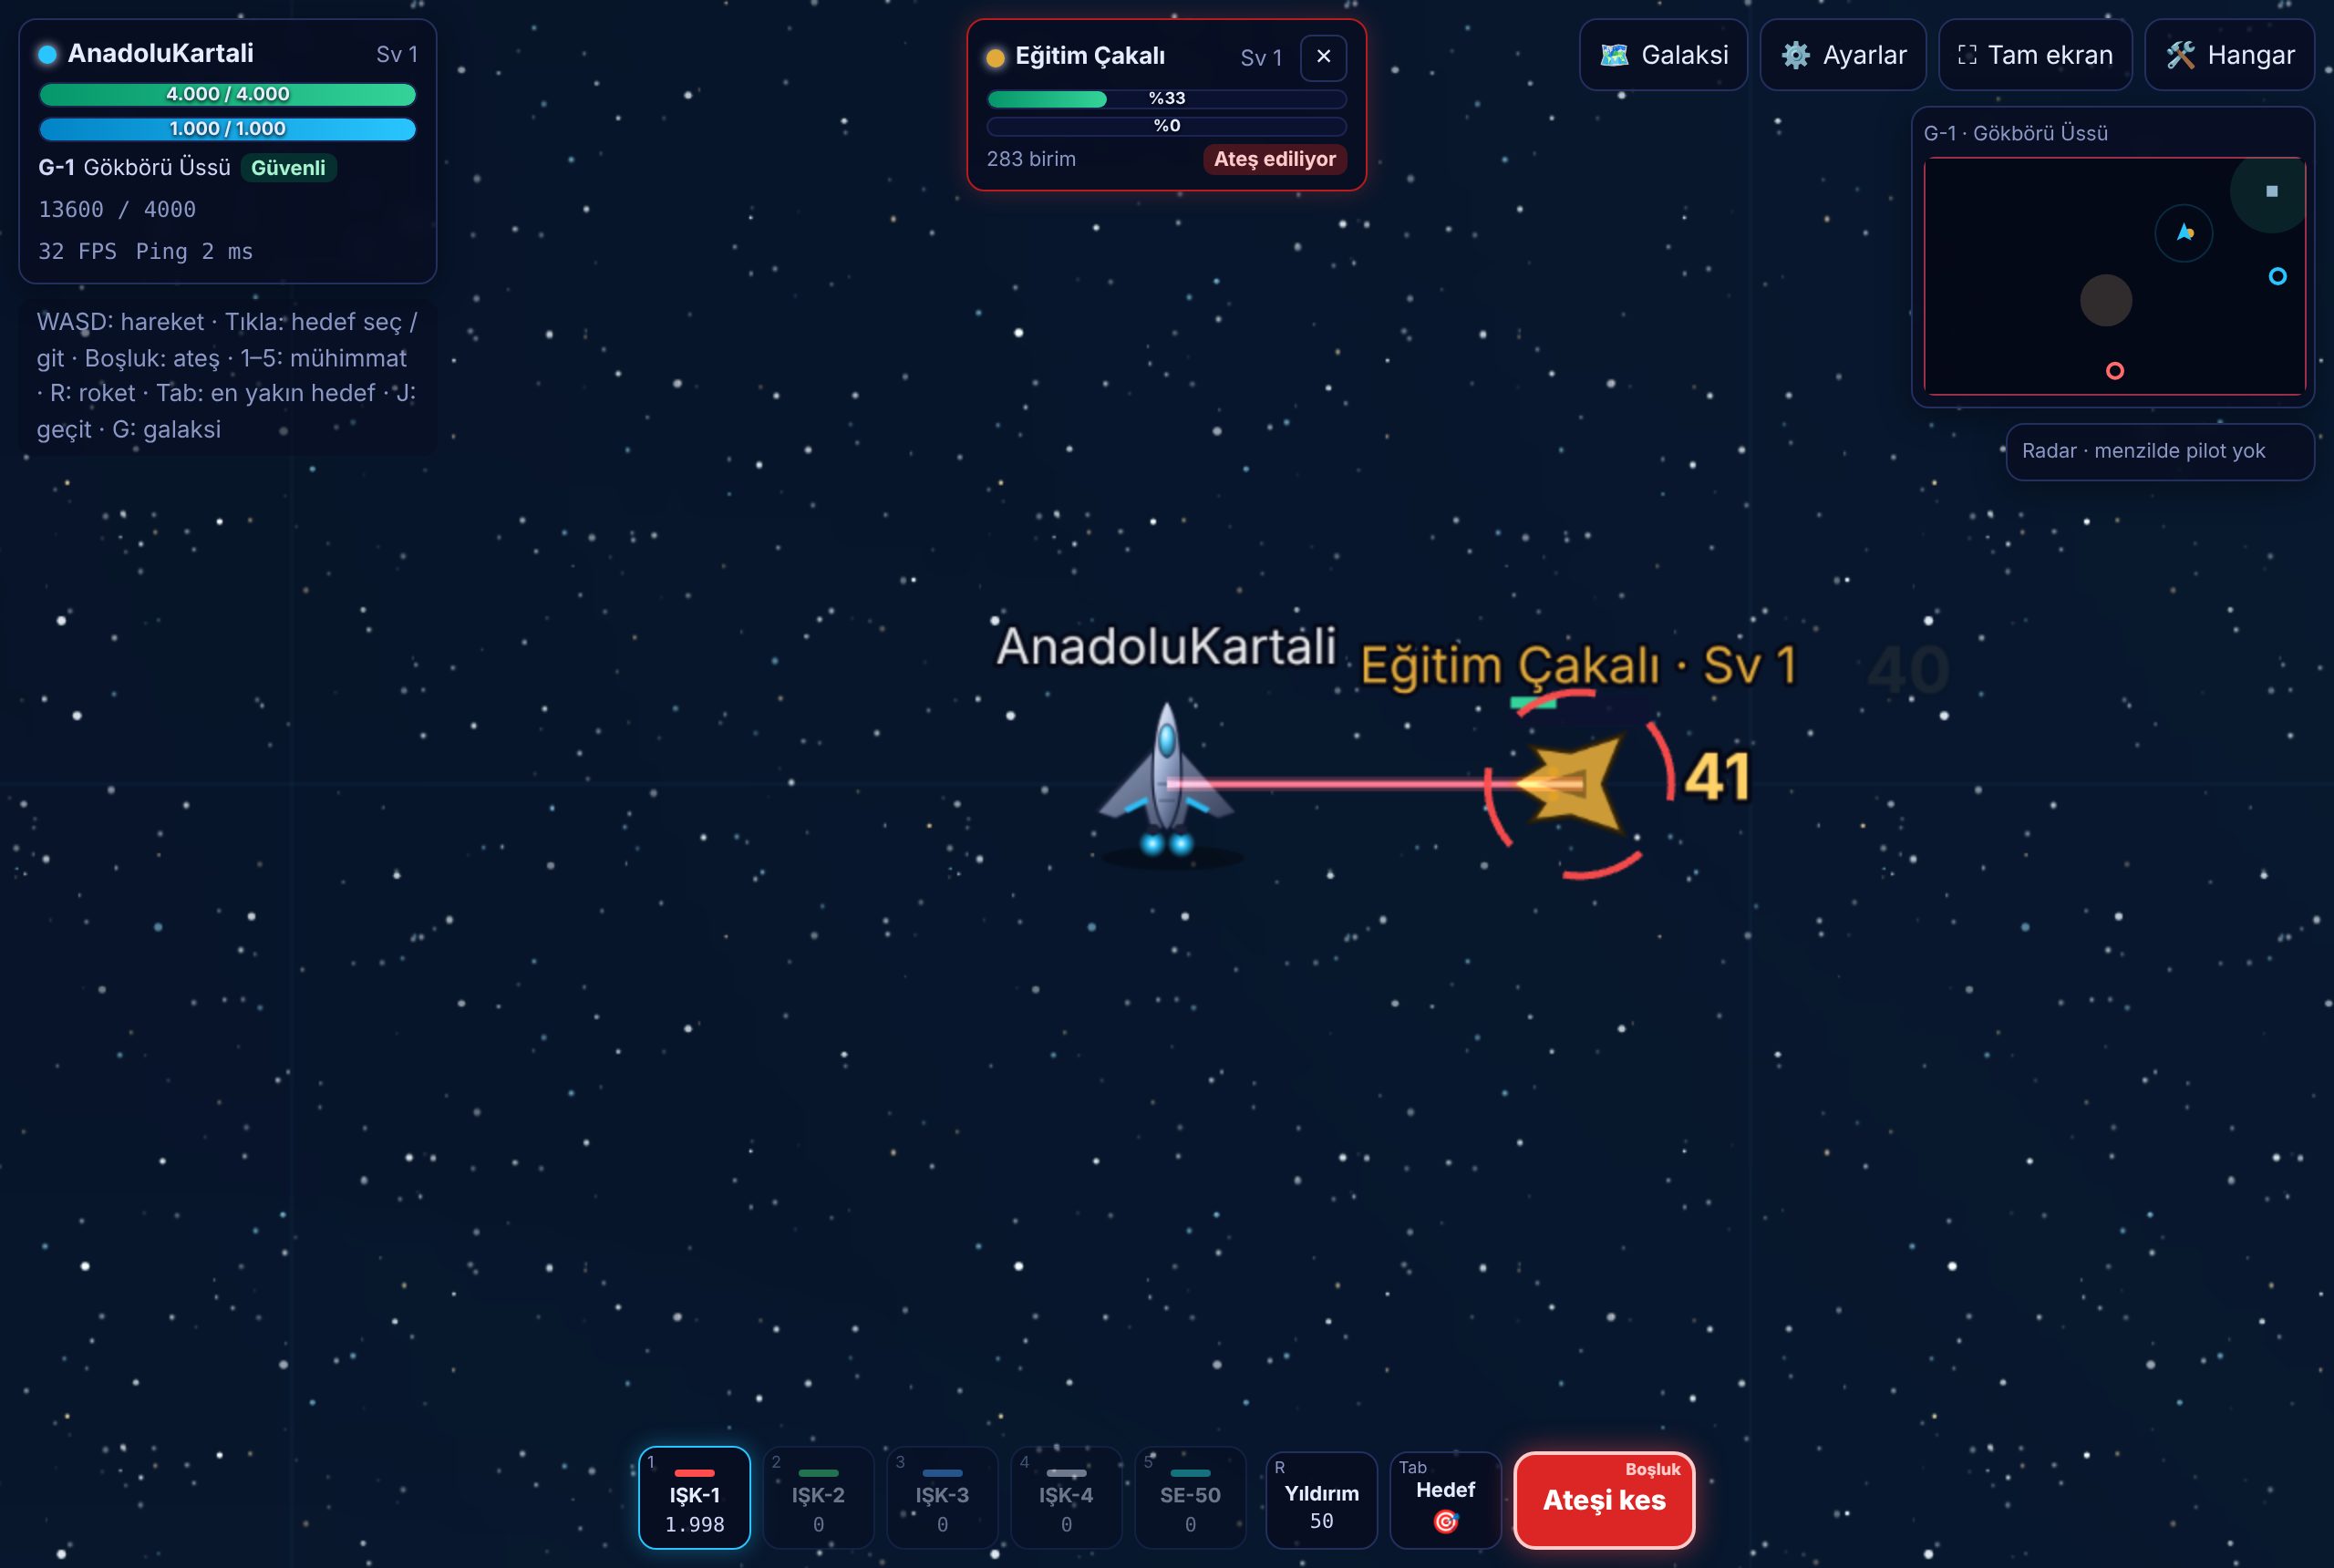 AnadoluKartali Sv 1
4.000 / 4.000
1.000 / 1.000
G-1 Gökbörü Üssü Güvenli
13600 / 4000
32 FPS Ping 2 ms
WASD: hareket · Tıkla: hedef seç /
git · Boşluk: ateş · 1–5: mühimmat
· R: roket · Tab: en yakın hedef · J:
geçit · G: galaksi
Eğitim Çakalı Sv 1 ✕
%33
%0
283 birim Ateş ediliyor
Galaksi
Ayarlar
Tam ekran
Hangar
G-1 · Gökbörü Üssü
Radar · menzilde pilot yok
AnadoluKartali
Eğitim Çakalı · Sv 1
40
41
1
IŞK-1
1.998
2
IŞK-2
0
3
IŞK-3
0
4
IŞK-4
0
5
SE-50
0
R
Yıldırım
50
Tab
Hedef
Boşluk
Ateşi kes